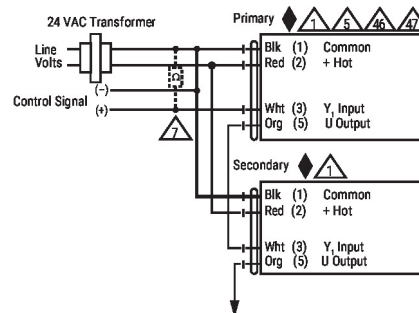 24 VAC Transformer
Primary 1 5 46 47
Line
Volts
Blk (1) Common
Red (2) + Hot
Ω
(–)
Control Signal
(+)
Wht (3) Y1 Input
Org (5) U Output
7
Secondary 1
Blk (1) Common
Red (2) + Hot
Wht (3) Y1 Input
Org (5) U Output